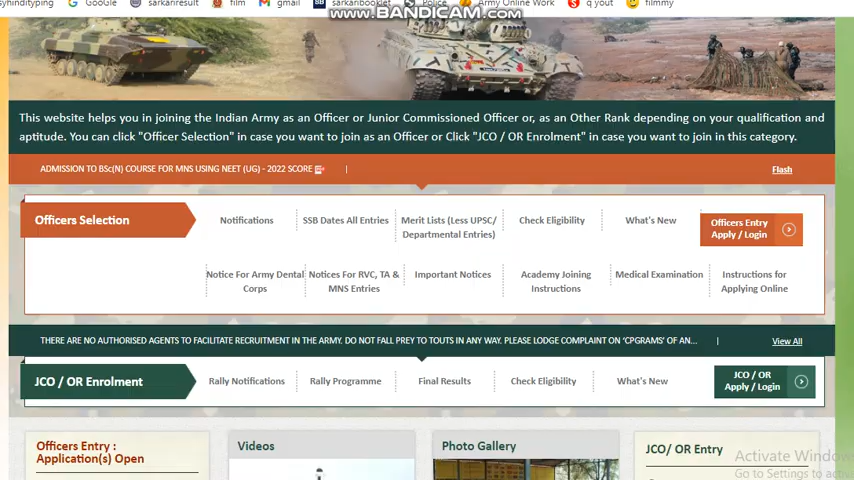 syhindityping GooGle sarkariresult film gmail sarkaribooklet Police Army Online Work q yout filmmy
www.BANDICAM.com
This website helps you in joining the Indian Army as an Officer or Junior Commissioned Officer or, as an Other Rank depending on your qualification and
aptitude. You can click "Officer Selection" in case you want to join as an Officer or Click "JCO / OR Enrolment" in case you want to join in this category.
ADMISSION TO BSc(N) COURSE FOR MNS USING NEET (UG) - 2022 SCORE | Flash
Officers Selection
Notifications
SSB Dates All Entries
Merit Lists (Less UPSC/
Departmental Entries)
Check Eligibility
What's New
Officers Entry
Apply / Login
Notice For Army Dental
Corps
Notices For RVC, TA &
MNS Entries
Important Notices
Academy Joining
Instructions
Medical Examination
Instructions for
Applying Online
THERE ARE NO AUTHORISED AGENTS TO FACILITATE RECRUITMENT IN THE ARMY. DO NOT FALL PREY TO TOUTS IN ANY WAY. PLEASE LODGE COMPLAINT ON 'CPGRAMS' OF AN... | View All
JCO / OR Enrolment
Rally Notifications
Rally Programme
Final Results
Check Eligibility
What's New
JCO / OR
Apply / Login
Officers Entry :
Application(s) Open
Videos
Photo Gallery
JCO/ OR Entry
Activate Window
Go to Settings to activ